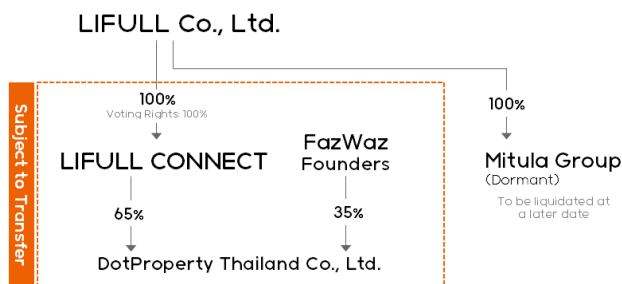 LIFULL Co., Ltd.
Subject to Transfer
100%
Voting Rights: 100%
100%
LIFULL CONNECT
FazWaz
Founders
Mitula Group
(Dormant)
To be liquidated at
a later date
65%
35%
DotProperty Thailand Co., Ltd.